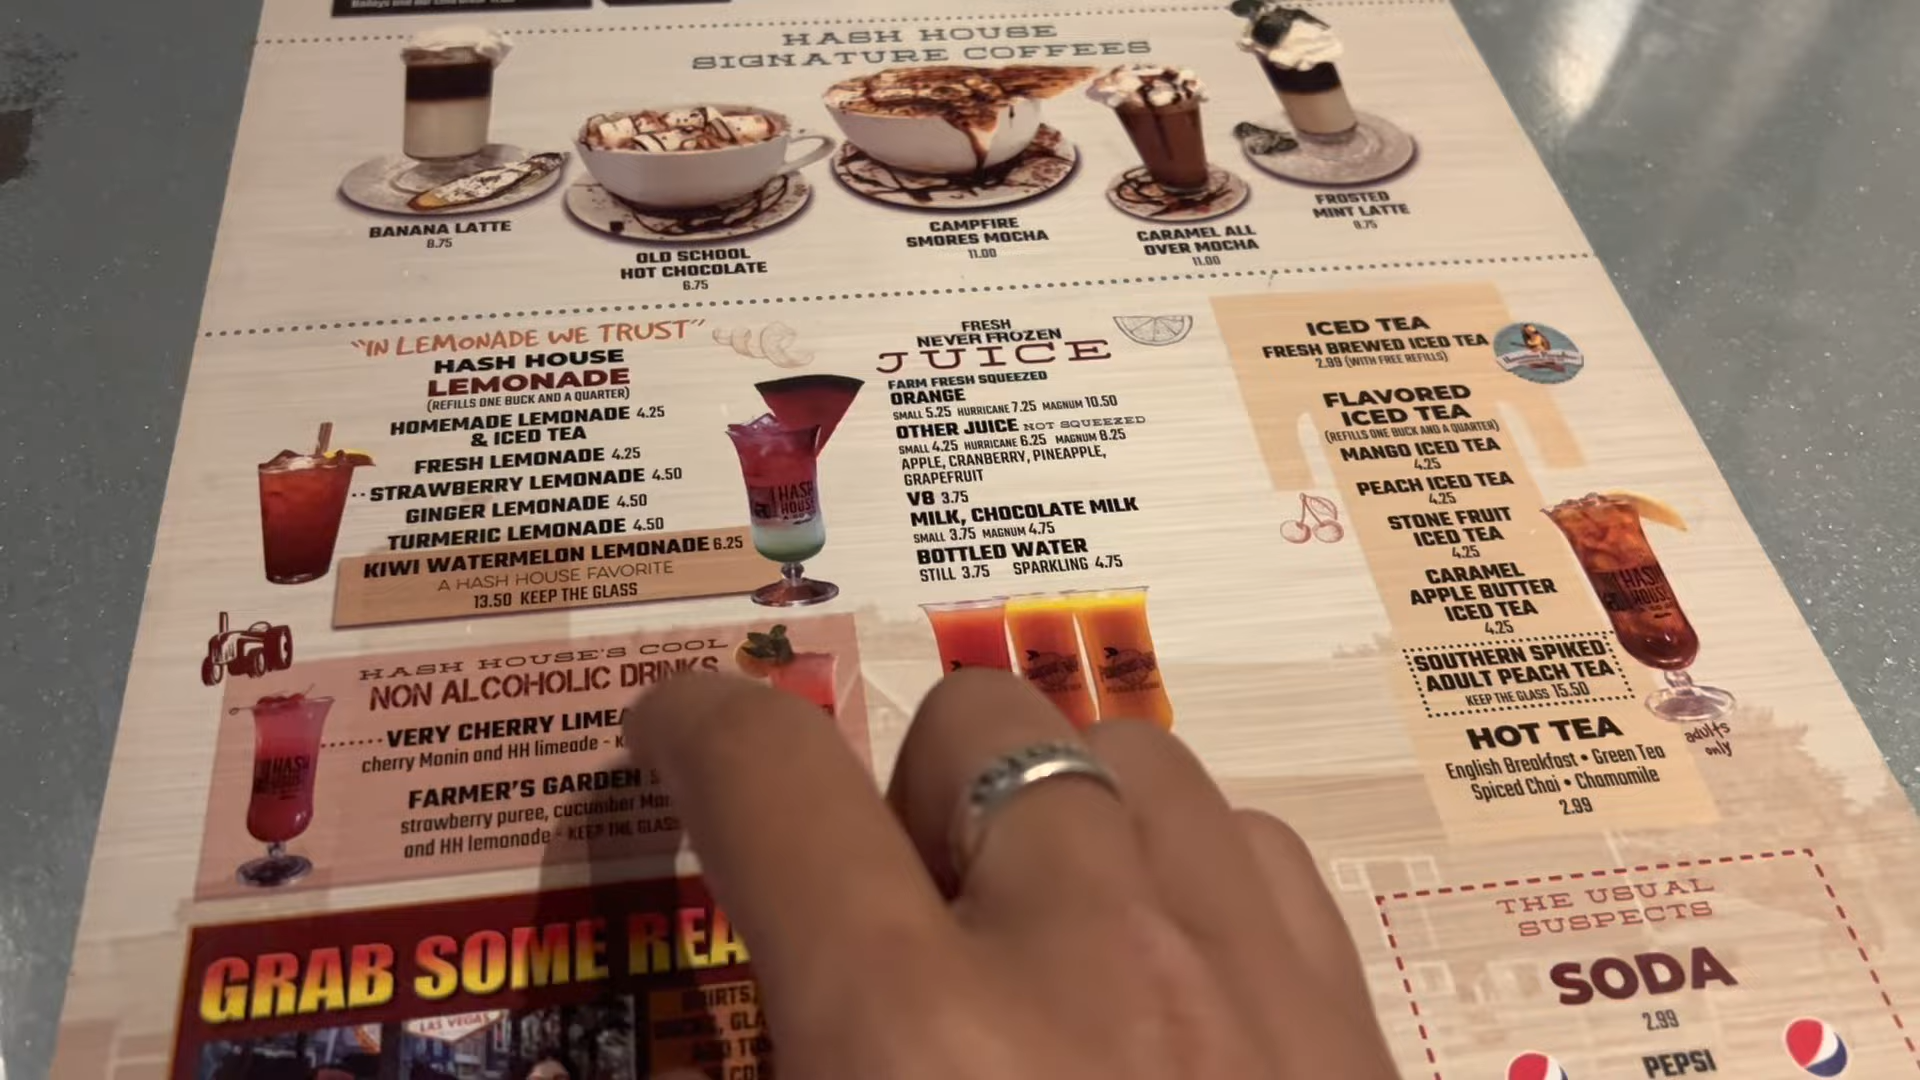 HASH HOUSE
SIGNATURE COFFEES
BANANA LATTE
8.75
OLD SCHOOL
HOT CHOCOLATE
6.75
CAMPFIRE
SMORES MOCHA
11.00
CARAMEL ALL
OVER MOCHA
11.00
FROSTED
MINT LATTE
8.75
"IN LEMONADE WE TRUST"
HASH HOUSE
LEMONADE
(REFILLS ONE BUCK AND A QUARTER)
HOMEMADE LEMONADE 4.25
& ICED TEA
FRESH LEMONADE 4.25
STRAWBERRY LEMONADE 4.50
GINGER LEMONADE 4.50
TURMERIC LEMONADE 4.50
KIWI WATERMELON LEMONADE 6.25
A HASH HOUSE FAVORITE
13.50 KEEP THE GLASS
HASH
HOUSE
HASH HOUSE'S COOL
NON ALCOHOLIC DRINKS
VERY CHERRY LIMEA
cherry Monin and HH limeade - K
FARMER'S GARDEN
strawberry puree, cucumber Mon
and HH lemonade - KEEP THE GLASS
HASH
GRAB SOME REA
LAS VEGAS
FRESH
NEVER FROZEN
JUICE
FARM FRESH SQUEEZED
ORANGE
SMALL 5.25 HURRICANE 7.25 MAGNUM 10.50
OTHER JUICE NOT SQUEEZED
SMALL 4.25 HURRICANE 6.25 MAGNUM 8.25
APPLE, CRANBERRY, PINEAPPLE,
GRAPEFRUIT
V8 3.75
MILK, CHOCOLATE MILK
SMALL 3.75 MAGNUM 4.75
BOTTLED WATER
STILL 3.75 SPARKLING 4.75
ICED TEA
FRESH BREWED ICED TEA
2.99 (WITH FREE REFILLS)
FLAVORED
ICED TEA
(REFILLS ONE BUCK AND A QUARTER)
MANGO ICED TEA
4.25
PEACH ICED TEA
4.25
STONE FRUIT
ICED TEA
4.25
CARAMEL
APPLE BUTTER
ICED TEA
4.25
HASH
HOUSE
SOUTHERN SPIKED
ADULT PEACH TEA
KEEP THE GLASS 15.50
adults
only
HOT TEA
English Breakfast • Green Tea
Spiced Chai • Chamomile
2.99
THE USUAL
SUSPECTS
SODA
2.99
PEPSI